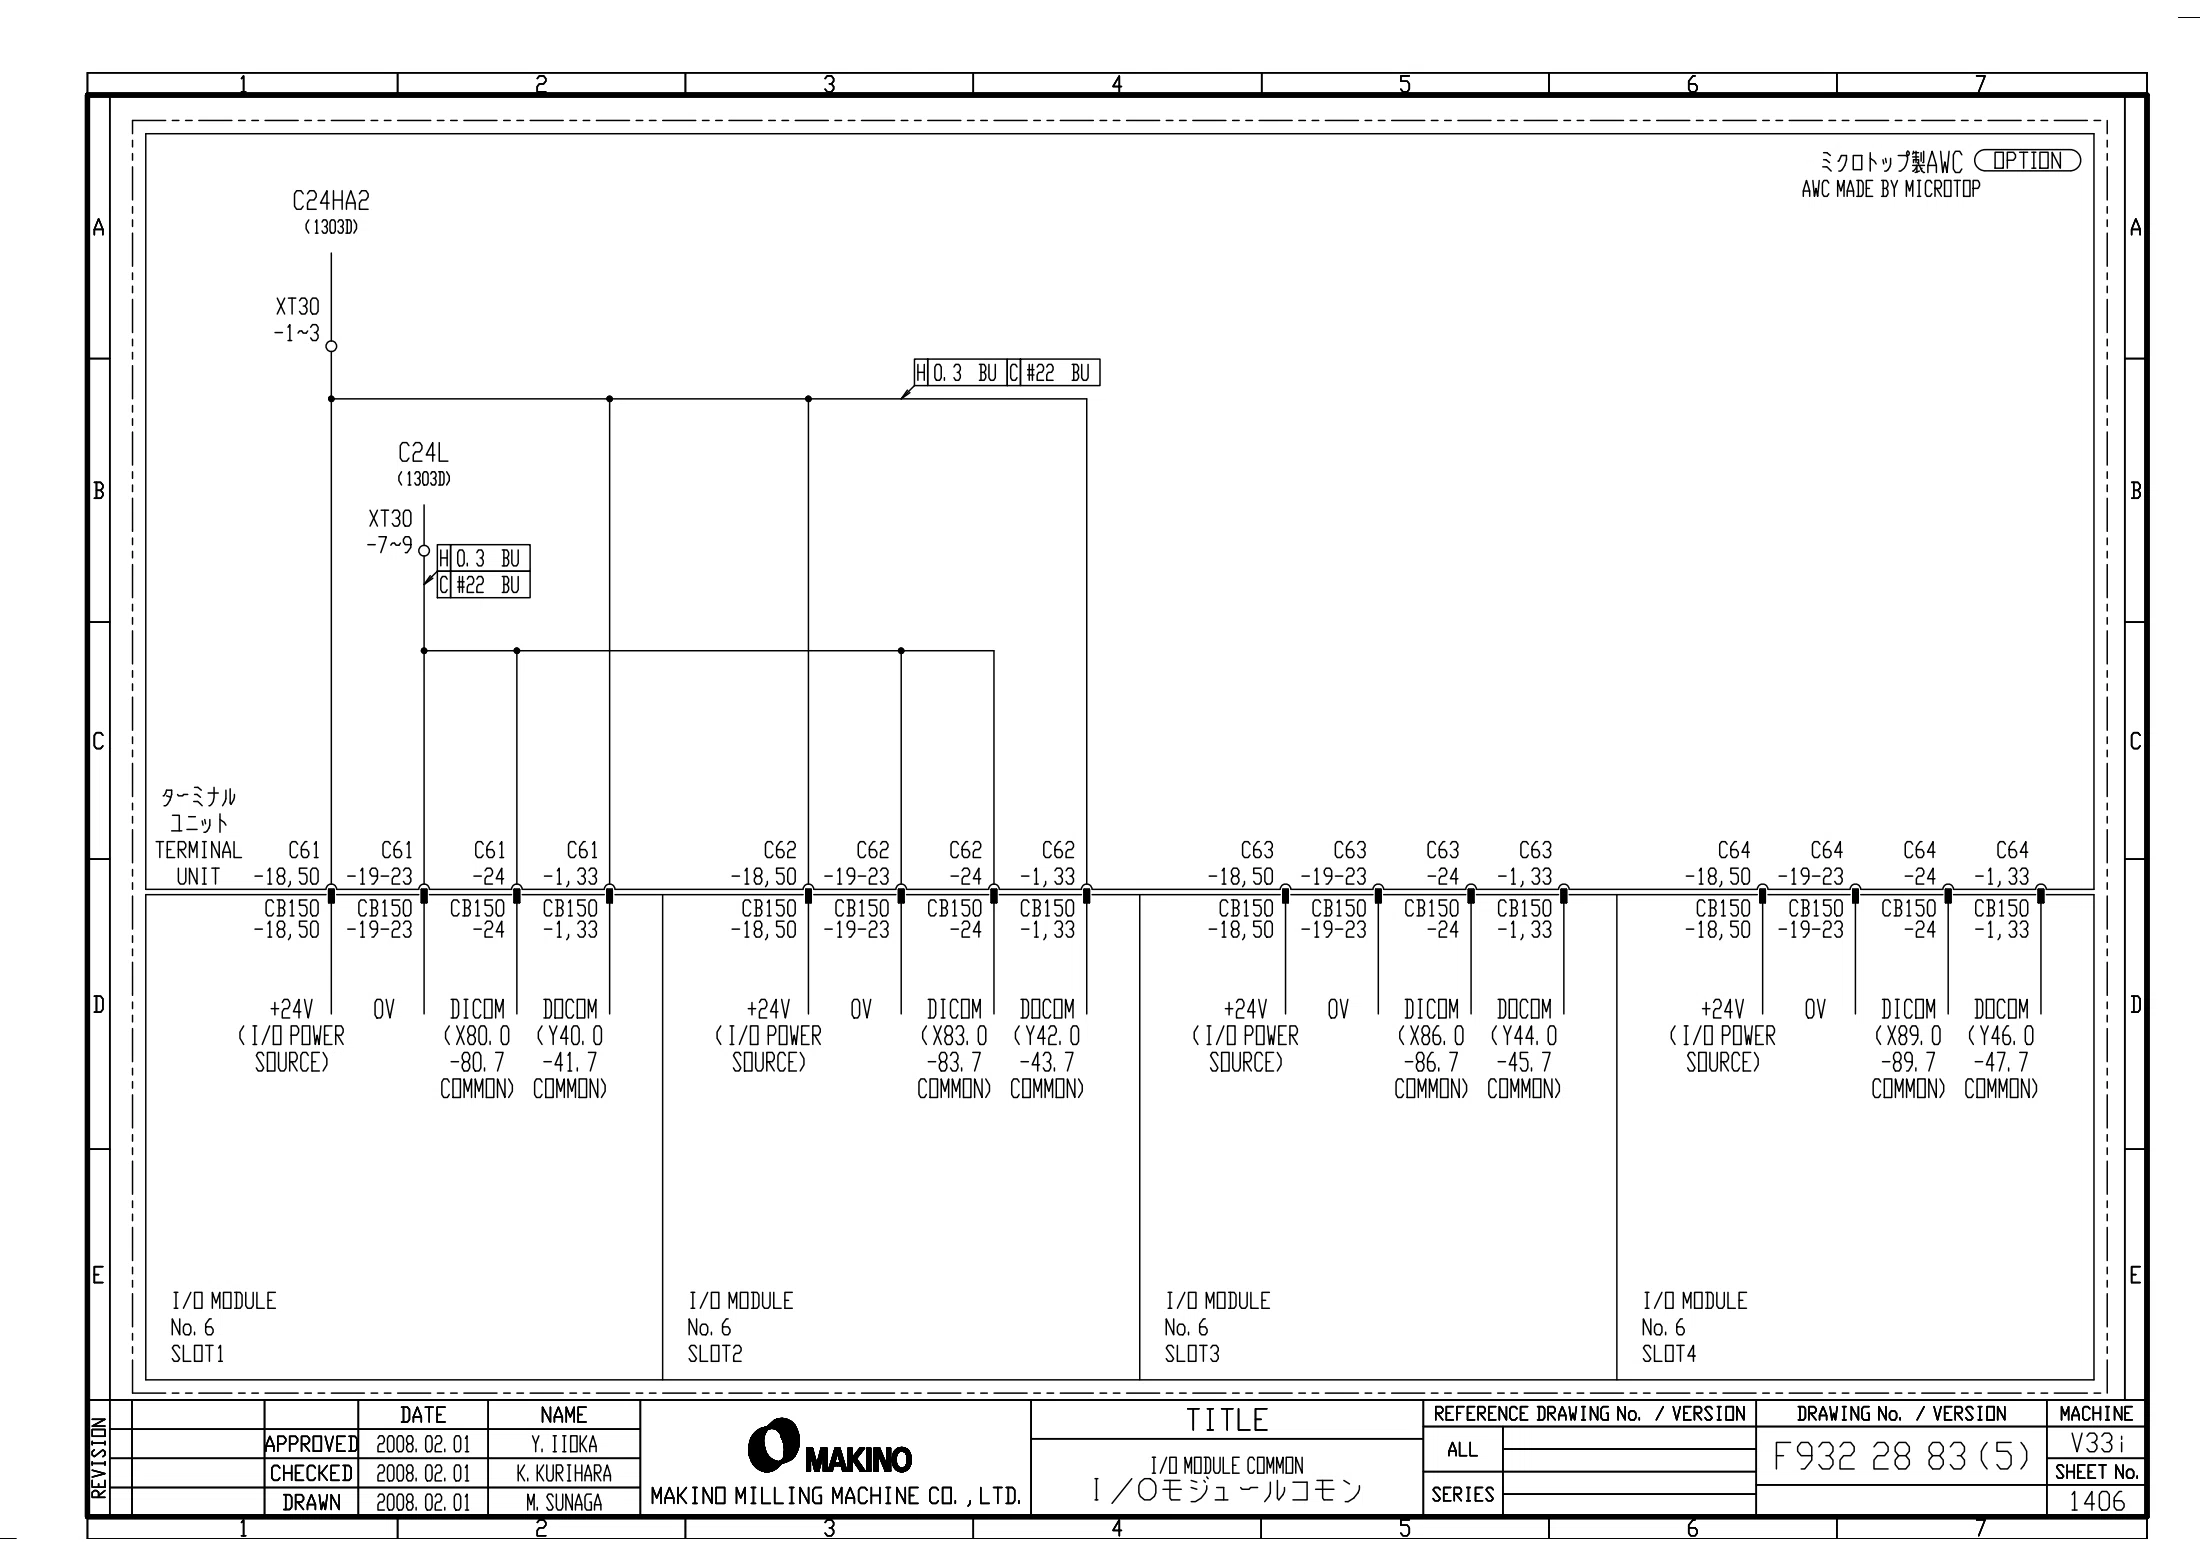 1 2 3 4 5 6 7
ミクロトップ製AWC OPTION
AWC MADE BY MICROTOP
C24HA2
(1303D)
A A
XT30
-1~3
H 0.3 BU C #22 BU
C24L
(1303D)
B B
XT30
-7~9
H 0.3 BU
C #22 BU
C C
ターミナル
ユニット
TERMINAL
UNIT
C61 C61 C61 C61 C62 C62 C62 C62 C63 C63 C63 C63 C64 C64 C64 C64
-18,50 -19-23 -24 -1,33 -18,50 -19-23 -24 -1,33 -18,50 -19-23 -24 -1,33 -18,50 -19-23 -24 -1,33
CB150 CB150 CB150 CB150 CB150 CB150 CB150 CB150 CB150 CB150 CB150 CB150 CB150 CB150 CB150 CB150
-18,50 -19-23 -24 -1,33 -18,50 -19-23 -24 -1,33 -18,50 -19-23 -24 -1,33 -18,50 -19-23 -24 -1,33
D D
+24V 0V DICOM DOCOM +24V 0V DICOM DOCOM +24V 0V DICOM DOCOM +24V 0V DICOM DOCOM
(I/O POWER (X80.0 (Y40.0 (I/O POWER (X83.0 (Y42.0 (I/O POWER (X86.0 (Y44.0 (I/O POWER (X89.0 (Y46.0
SOURCE) -80.7 -41.7 SOURCE) -83.7 -43.7 SOURCE) -86.7 -45.7 SOURCE) -89.7 -47.7
COMMON) COMMON) COMMON) COMMON) COMMON) COMMON) COMMON) COMMON)
E E
I/O MODULE I/O MODULE I/O MODULE I/O MODULE
No.6 No.6 No.6 No.6
SLOT1 SLOT2 SLOT3 SLOT4
REVISION
DATE NAME
APPROVED 2008.02.01 Y.IIOKA
CHECKED 2008.02.01 K.KURIHARA
DRAWN 2008.02.01 M.SUNAGA
MAKINO
MAKINO MILLING MACHINE CO.,LTD.
TITLE
I/O MODULE COMMON
I/Oモジュールコモン
REFERENCE DRAWING No. / VERSION
ALL
SERIES
DRAWING No. / VERSION
F932 28 83(5)
MACHINE
V33i
SHEET No.
1406
1 2 3 4 5 6 7